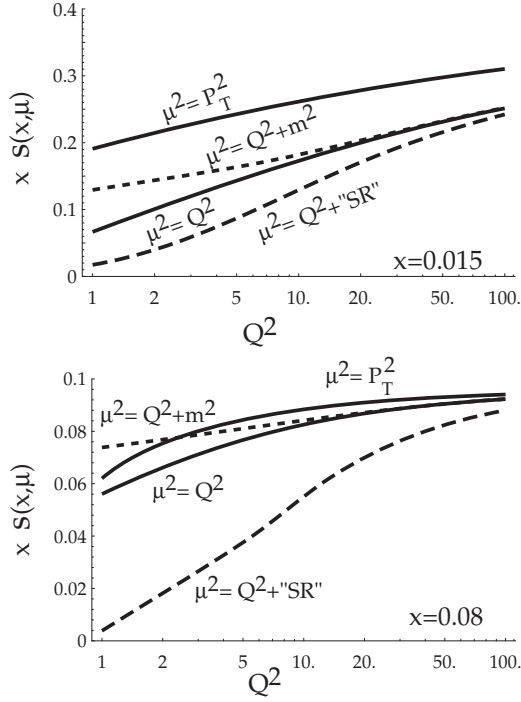 0.4
0.3
0.2
0.1
0
x s(x,μ)
μ²= P_T²
μ²= Q²+m²
μ²= Q²
μ²= Q²+"SR"
x=0.015
1 2 5 10. 20. 50. 100.
Q²
0.1
0.08
0.06
0.04
0.02
0
x s(x,μ)
μ²= P_T²
μ²= Q²+m²
μ²= Q²
μ²= Q²+"SR"
x=0.08
1 2 5 10. 20. 50. 100.
Q²